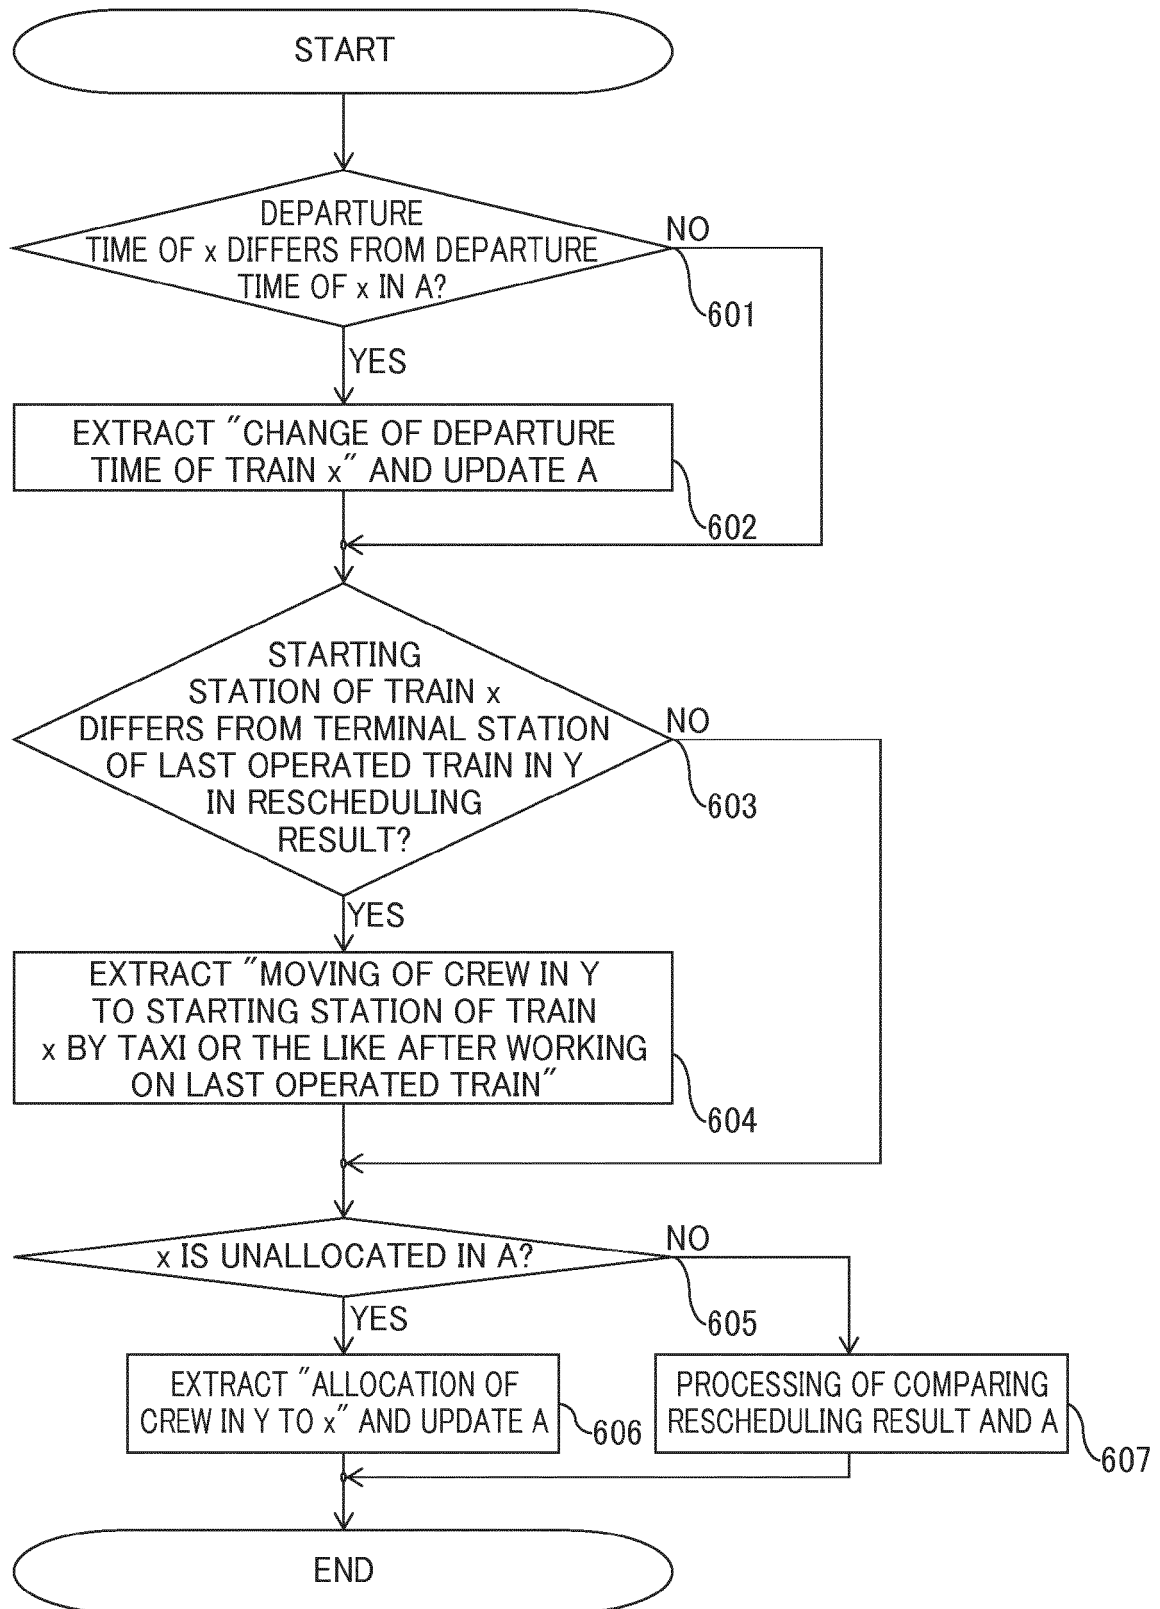 START
DEPARTURE
TIME OF x DIFFERS FROM DEPARTURE
TIME OF x IN A?
NO
601
YES
EXTRACT "CHANGE OF DEPARTURE
TIME OF TRAIN x" AND UPDATE A
602
STARTING
STATION OF TRAIN x
DIFFERS FROM TERMINAL STATION
OF LAST OPERATED TRAIN IN Y
IN RESCHEDULING
RESULT?
NO
603
YES
EXTRACT "MOVING OF CREW IN Y
TO STARTING STATION OF TRAIN
x BY TAXI OR THE LIKE AFTER WORKING
ON LAST OPERATED TRAIN"
604
x IS UNALLOCATED IN A?
NO
605
YES
EXTRACT "ALLOCATION OF
CREW IN Y TO x" AND UPDATE A
606
PROCESSING OF COMPARING
RESCHEDULING RESULT AND A
607
END